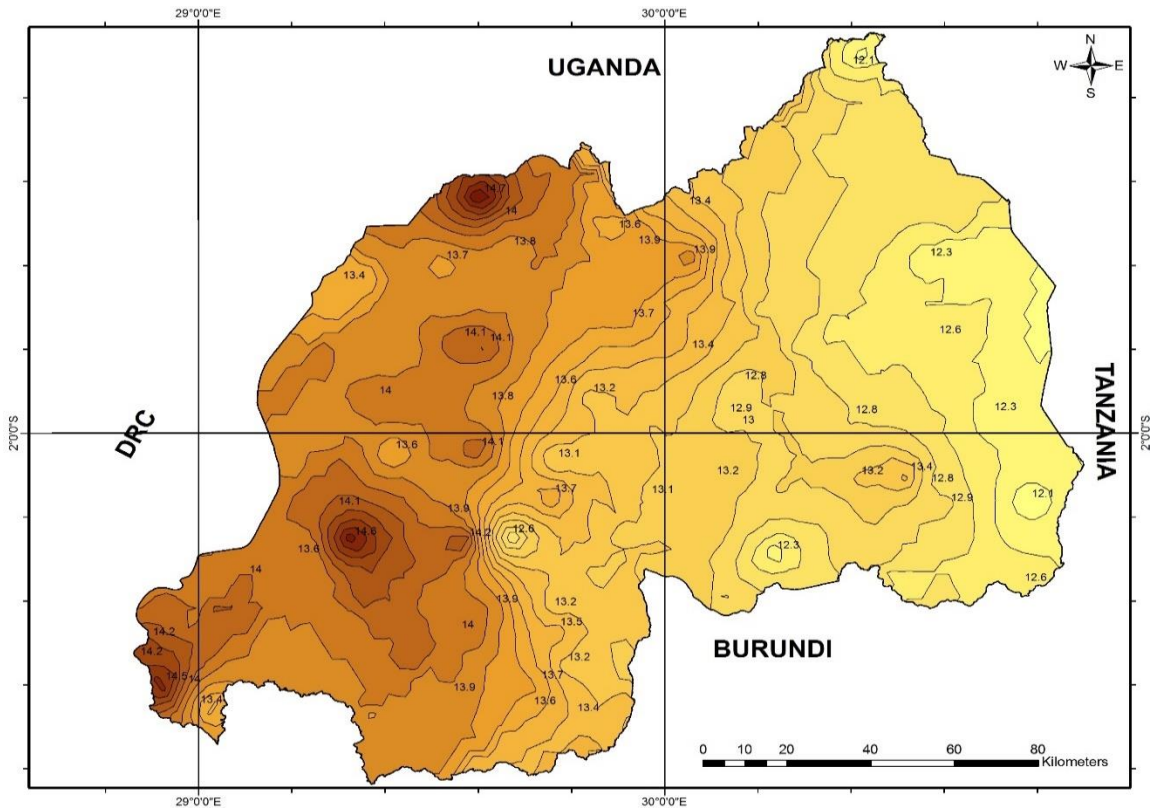 29°0'0"E 30°0'0"E
N
W E
S
12.1
UGANDA
14.7
14
13.4
13.6
13.8 13.9 13.9
13.7 12.3
13.4
13.7
12.6
14.1 14.1
13.4
12.8
13.6 13.2
14
13.8
12.9 12.8 12.3
13
TANZANIA
DRC
2°0'0"S 2°0'0"S
13.6 14.1
13.1
13.2 13.2 13.4
12.8
13.7 13.1
12.9 12.1
14.1
13.9
14.6 14.2 12.6
13.6 12.3
14
12.6
13.9 13.2
13.5
14.2 14
14.2 13.2
BURUNDI
13.7
14.5 14
13.9
13.4 13.6 13.4
0 10 20 40 60 80
Kilometers
29°0'0"E 30°0'0"E